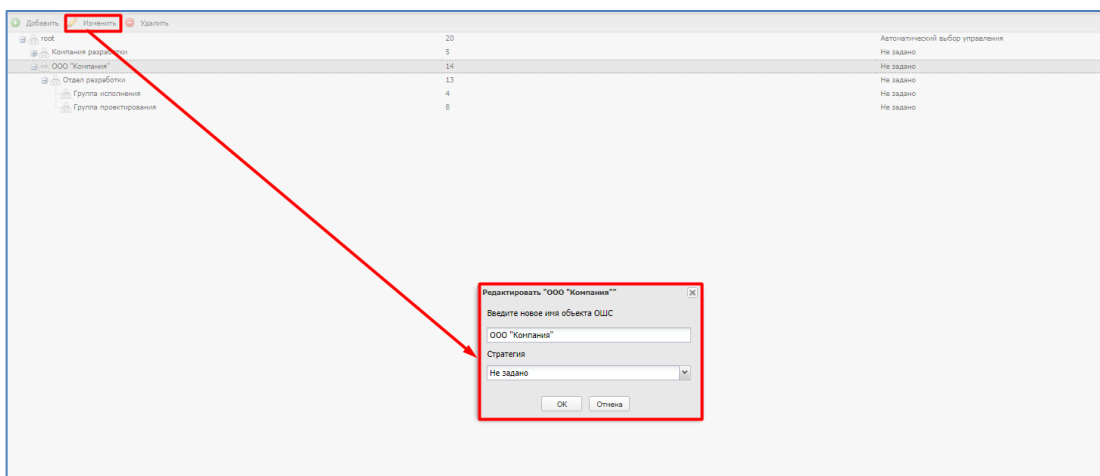 Добавить Изменить Удалить
root 20 Автоматический выбор управления
Компания разработки 5 Не задано
ООО "Компания" 14 Не задано
Отдел разработки 13 Не задано
Группа исполнения 4 Не задано
Группа проектирования 8 Не задано
Редактировать "ООО "Компания""
Введите новое имя объекта ОШС
ООО "Компания"
Стратегия
Не задано
OK Отмена